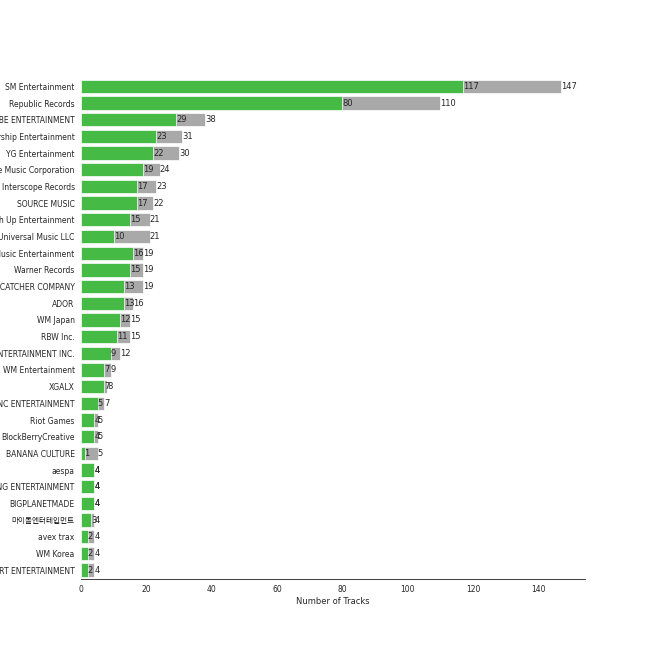 SM Entertainment 117 147
Republic Records 80 110
BE ENTERTAINMENT 29 38
rship Entertainment 23 31
YG Entertainment 22 30
e Music Corporation 19 24
Interscope Records 17 23
SOURCE MUSIC 17 22
h Up Entertainment 15 21
Universal Music LLC 10 21
Music Entertainment 16 19
Warner Records 15 19
CATCHER COMPANY 13 19
ADOR 13 16
WM Japan 12 15
RBW Inc. 11 15
NTERTAINMENT INC. 9 12
WM Entertainment 7 9
XGALX 7 8
NC ENTERTAINMENT 5 7
Riot Games 4 5
BlockBerryCreative 4 5
BANANA CULTURE 1 5
aespa 4 4
NG ENTERTAINMENT 4 4
BIGPLANETMADE 4 4
마이돌엔터테인먼트 3 4
avex trax 2 4
WM Korea 2 4
RT ENTERTAINMENT 2 4
0 20 40 60 80 100 120 140
Number of Tracks